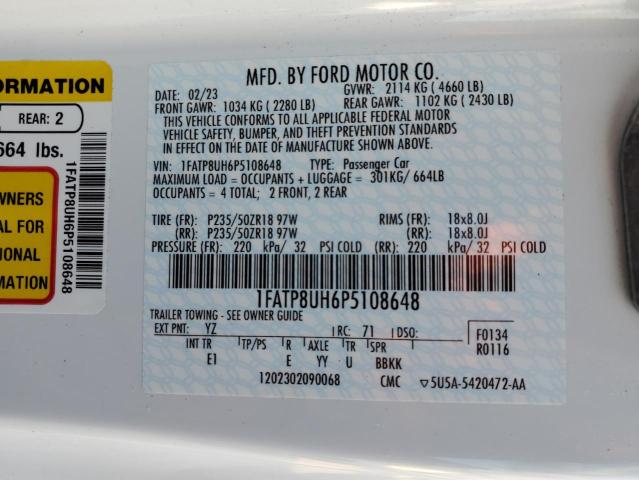 ORMATION
REAR: 2
664 lbs.
WNERS
AL FOR
IONAL
ATION
1FATP8UH6P5108648
MFD. BY FORD MOTOR CO.
DATE: 02/23 GVWR: 2114 KG ( 4660 LB)
FRONT GAWR: 1034 KG ( 2280 LB) REAR GAWR: 1102 KG ( 2430 LB)
THIS VEHICLE CONFORMS TO ALL APPLICABLE FEDERAL MOTOR
VEHICLE SAFETY, BUMPER, AND THEFT PREVENTION STANDARDS
IN EFFECT ON THE DATE OF MANUFACTURE SHOWN ABOVE.
VIN: 1FATP8UH6P5108648 TYPE: Passenger Car
MAXIMUM LOAD = OCCUPANTS + LUGGAGE = 301KG/ 664LB
OCCUPANTS = 4 TOTAL; 2 FRONT, 2 REAR
TIRE (FR): P235/50ZR18 97W RIMS (FR): 18x8.0J
(RR): P235/50ZR18 97W (RR): 18x8.0J
PRESSURE (FR): 220 kPa/ 32 PSI COLD (RR): 220 kPa/ 32 PSI COLD
1FATP8UH6P5108648
TRAILER TOWING - SEE OWNER GUIDE
EXT PNT: YZ RC: 71 DSO: F0134
INT TR TP/PS R AXLE TR SPR R0116
E1 E YY U BBKK
1202302090068 CMC ▽5U5A-5420472-AA